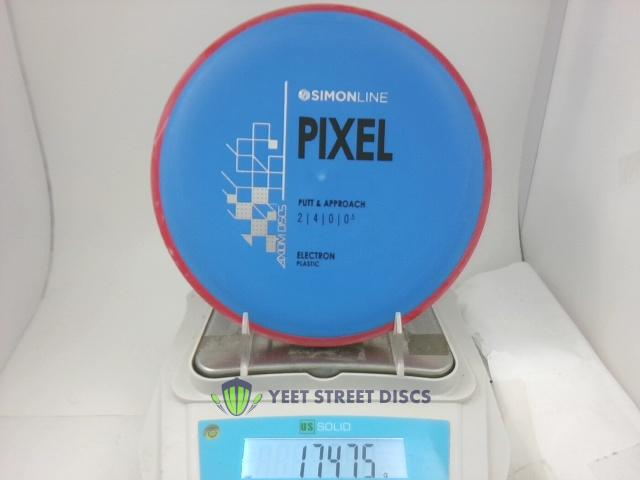 SIMONLINE
PIXEL
PUTT & APPROACH
2 | 4 | 0 | 0.5
AXIOM DISCS
ELECTRON
PLASTIC
YEET STREET DISCS
US SOLID
174.75 g